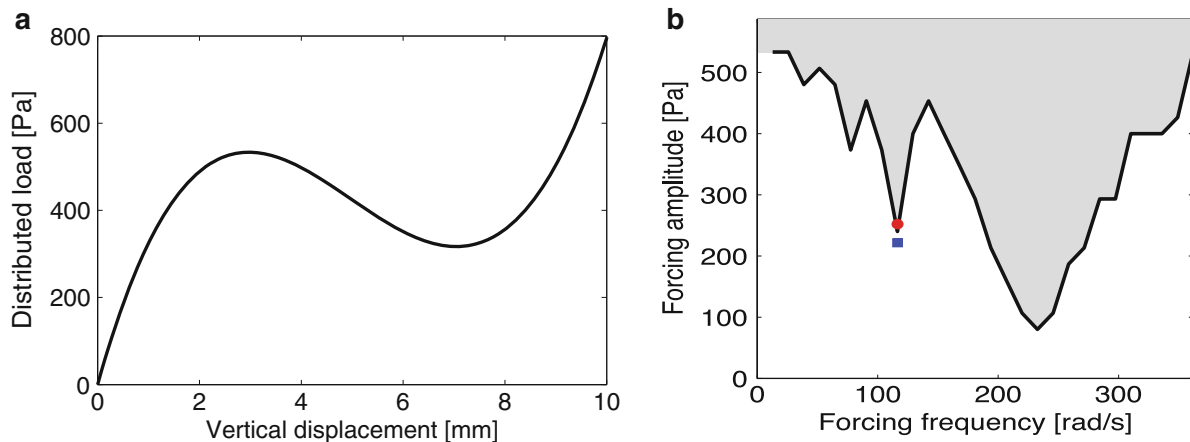 a
Distributed load [Pa]
800
600
400
200
0
0 2 4 6 8 10
Vertical displacement [mm]
b
Forcing amplitude [Pa]
500
400
300
200
100
0
0 100 200 300
Forcing frequency [rad/s]